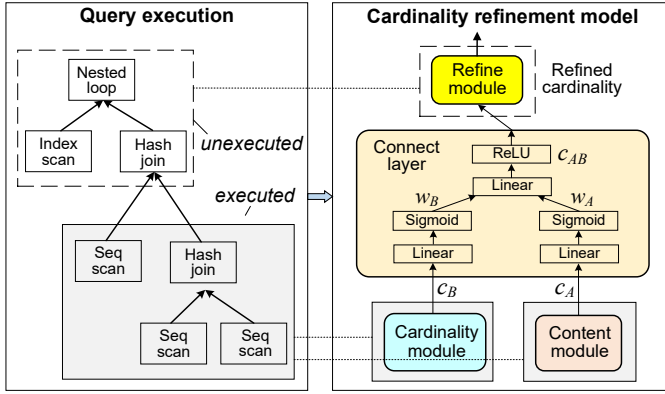 Query execution
Nested
loop
Index
scan
Hash
join
unexecuted
executed
Seq
scan
Hash
join
Seq
scan
Seq
scan
Cardinality refinement model
Refine
module
Refined
cardinality
Connect
layer
ReLU
c_AB
Linear
w_B
w_A
Sigmoid
Sigmoid
Linear
Linear
c_B
c_A
Cardinality
module
Content
module